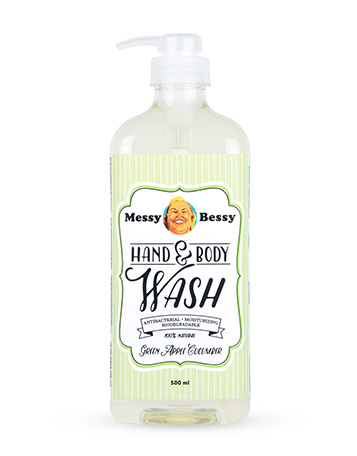 Messy Bessy
HAND & BODY
WASH
ANTIBACTERIAL • MOISTURIZING
BIODEGRADABLE
100% NATURAL
Green Apple Cucumber
500 ml